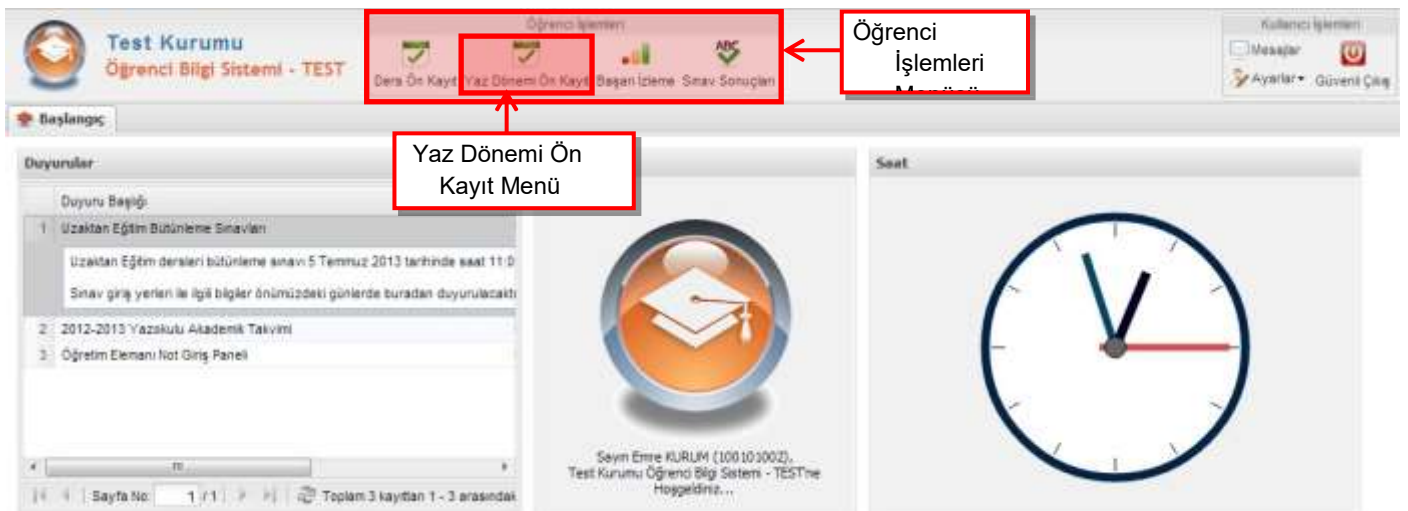 Test Kurumu
Öğrenci Bilgi Sistemi - TEST
Öğrenci İşlemleri
Ders Ön Kayıt
Yaz Dönemi Ön Kayıt
Başarı İzleme
Sınav Sonuçları
Öğrenci
İşlemleri
Menüsü
Kullanıcı İşlemleri
Mesajlar
Ayarlar
Güvenli Çıkış
Başlangıç
Yaz Dönemi Ön
Kayıt Menü
Duyurular
Saat
Duyuru Başlığı
1 Uzaktan Eğitim Bütünleme Sınavları
Uzaktan Eğitim dersleri bütünleme sınavı 5 Temmuz 2013 tarihinde saat 11:0
Sınav giriş yerleri ile ilgili bilgiler önümüzdeki günlerde buradan duyurulacaktı
2 2012-2013 Yazokulu Akademik Takvimi
3 Öğretim Elemanı Not Giriş Paneli
Sayın Emre KURUM (100101002),
Test Kurumu Öğrenci Bilgi Sistemi - TEST'ne
Hoşgeldiniz...
Sayfa No: 1 / 1 Toplam 3 kayıttan 1 - 3 arasındak